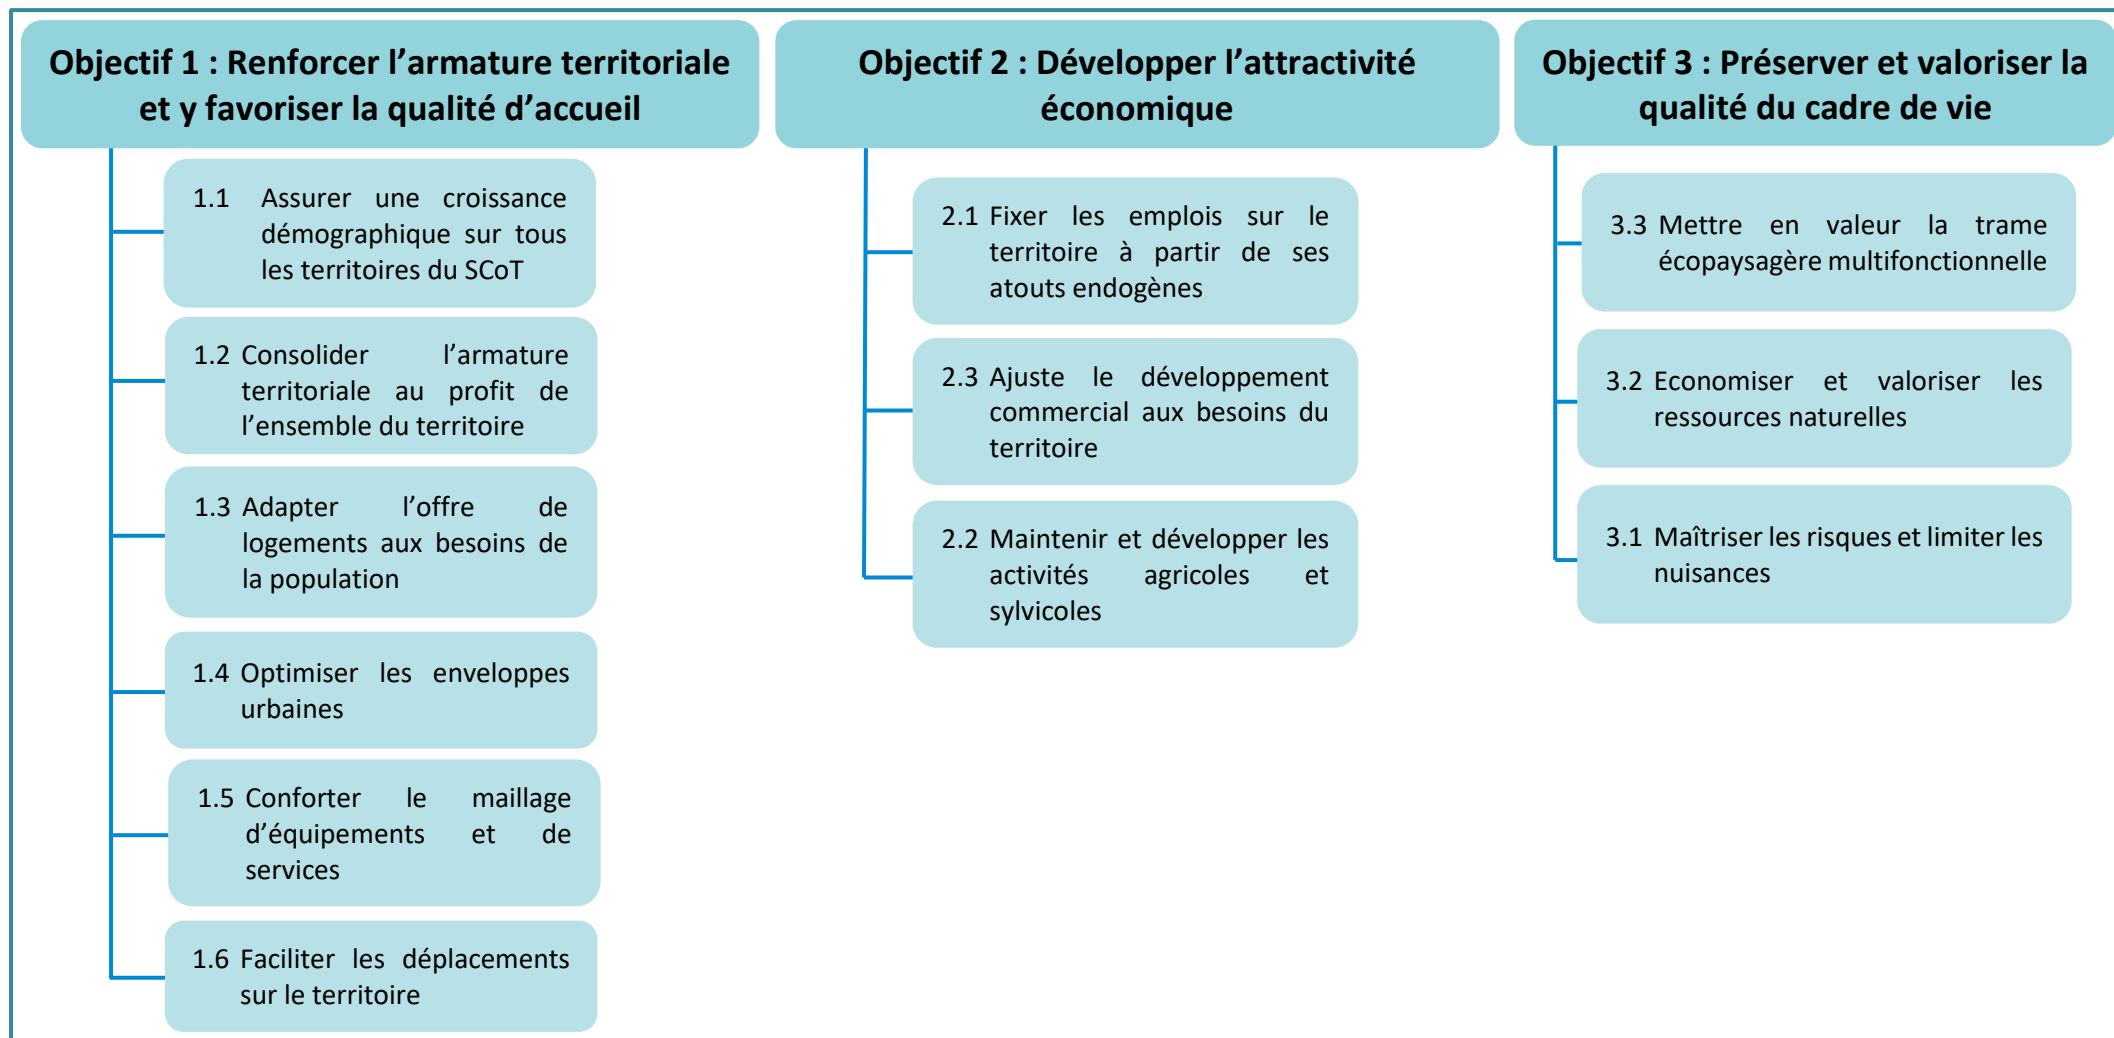 Objectif 1 : Renforcer l’armature territoriale
et y favoriser la qualité d’accueil
1.1 Assurer une croissance
démographique sur tous
les territoires du SCoT
1.2 Consolider l’armature
territoriale au profit de
l’ensemble du territoire
1.3 Adapter l’offre de
logements aux besoins de
la population
1.4 Optimiser les enveloppes
urbaines
1.5 Conforter le maillage
d’équipements et de
services
1.6 Faciliter les déplacements
sur le territoire
Objectif 2 : Développer l’attractivité
économique
2.1 Fixer les emplois sur le
territoire à partir de ses
atouts endogènes
2.3 Ajuste le développement
commercial aux besoins du
territoire
2.2 Maintenir et développer les
activités agricoles et
sylvicoles
Objectif 3 : Préserver et valoriser la
qualité du cadre de vie
3.3 Mettre en valeur la trame
écopaysagère multifonctionnelle
3.2 Economiser et valoriser les
ressources naturelles
3.1 Maîtriser les risques et limiter les
nuisances